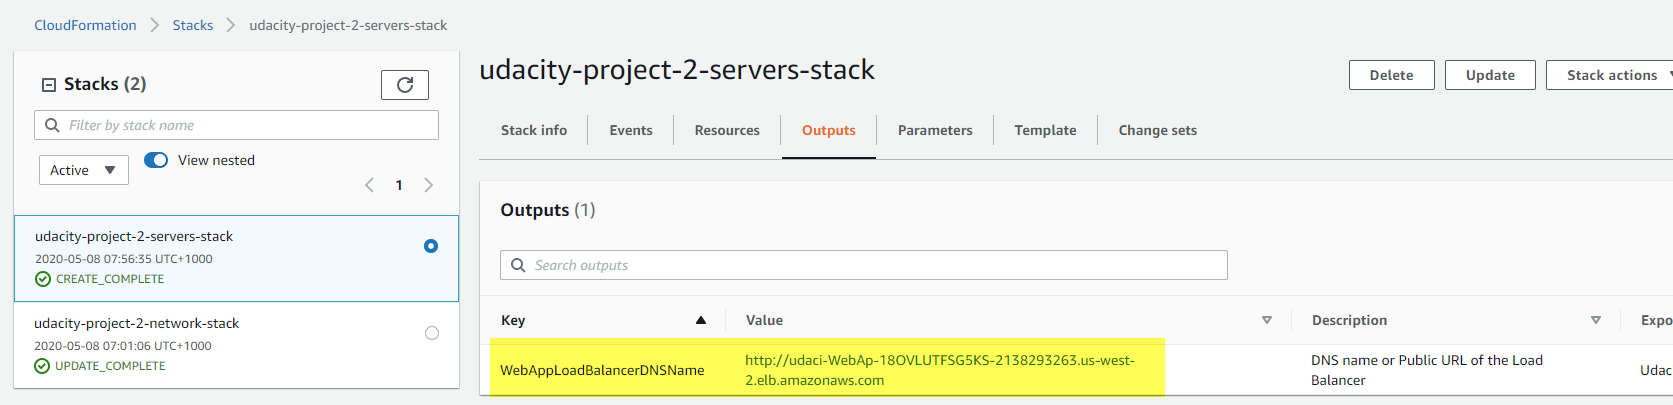 CloudFormation > Stacks > udacity-project-2-servers-stack
Stacks (2)
Filter by stack name
Active View nested
1
udacity-project-2-servers-stack
2020-05-08 07:56:35 UTC+1000
CREATE_COMPLETE
udacity-project-2-network-stack
2020-05-08 07:01:06 UTC+1000
UPDATE_COMPLETE
udacity-project-2-servers-stack
Delete Update Stack actions
Stack info Events Resources Outputs Parameters Template Change sets
Outputs (1)
Search outputs
Key Value Description Expo
WebAppLoadBalancerDNSName http://udaci-WebAp-18OVLUTFSG5KS-2138293263.us-west-
2.elb.amazonaws.com
DNS name or Public URL of the Load
Balancer
Udac